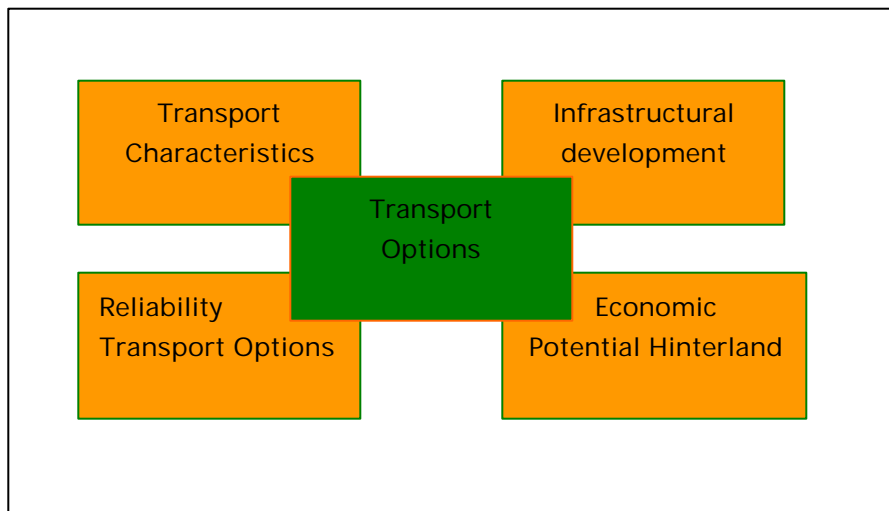 Transport
Characteristics
Infrastructural
development
Transport
Options
Reliability
Transport Options
Economic
Potential Hinterland